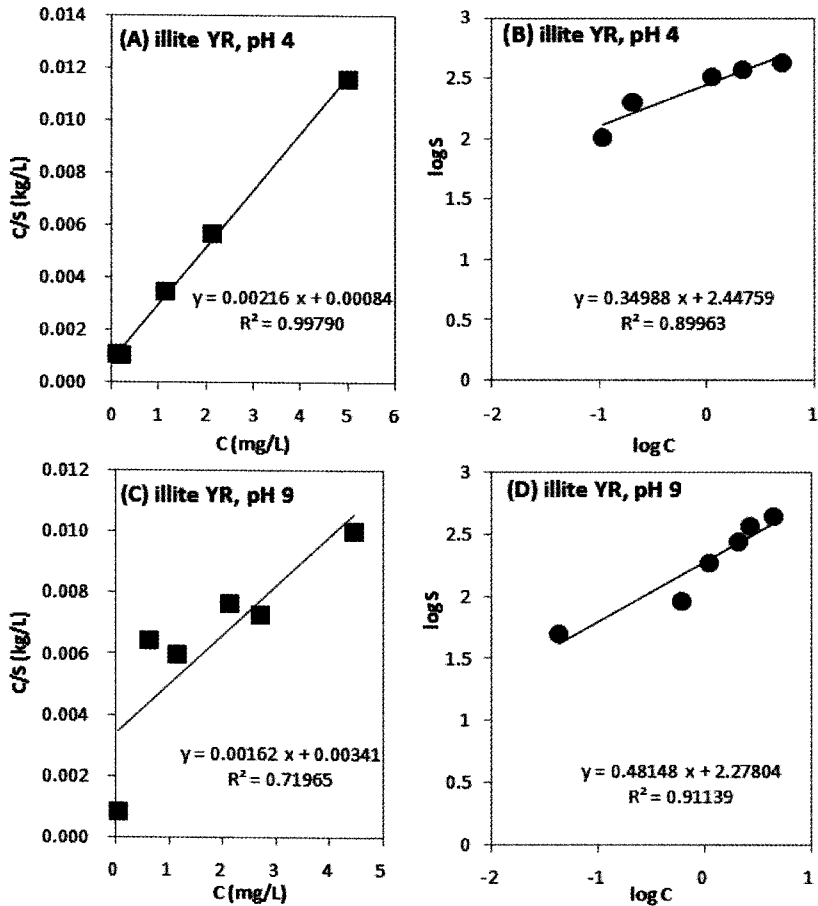 (A) illite YR, pH 4
C/S (kg/L)
0.014
0.012
0.010
0.008
0.006
0.004
0.002
0.000
y = 0.00216 x + 0.00084
R² = 0.99790
0 1 2 3 4 5 6
C (mg/L)
(B) illite YR, pH 4
logS
3
2.5
2
1.5
1
0.5
0
y = 0.34988 x + 2.44759
R² = 0.89963
-2 -1 0 1
logC
(C) illite YR, pH 9
C/S (kg/L)
0.012
0.010
0.008
0.006
0.004
0.002
0.000
y = 0.00162 x + 0.00341
R² = 0.71965
0 1 2 3 4 5
C (mg/L)
(D) illite YR, pH 9
logS
3
2.5
2
1.5
1
0.5
0
y = 0.48148 x + 2.27804
R² = 0.91139
-2 -1 0 1
logC